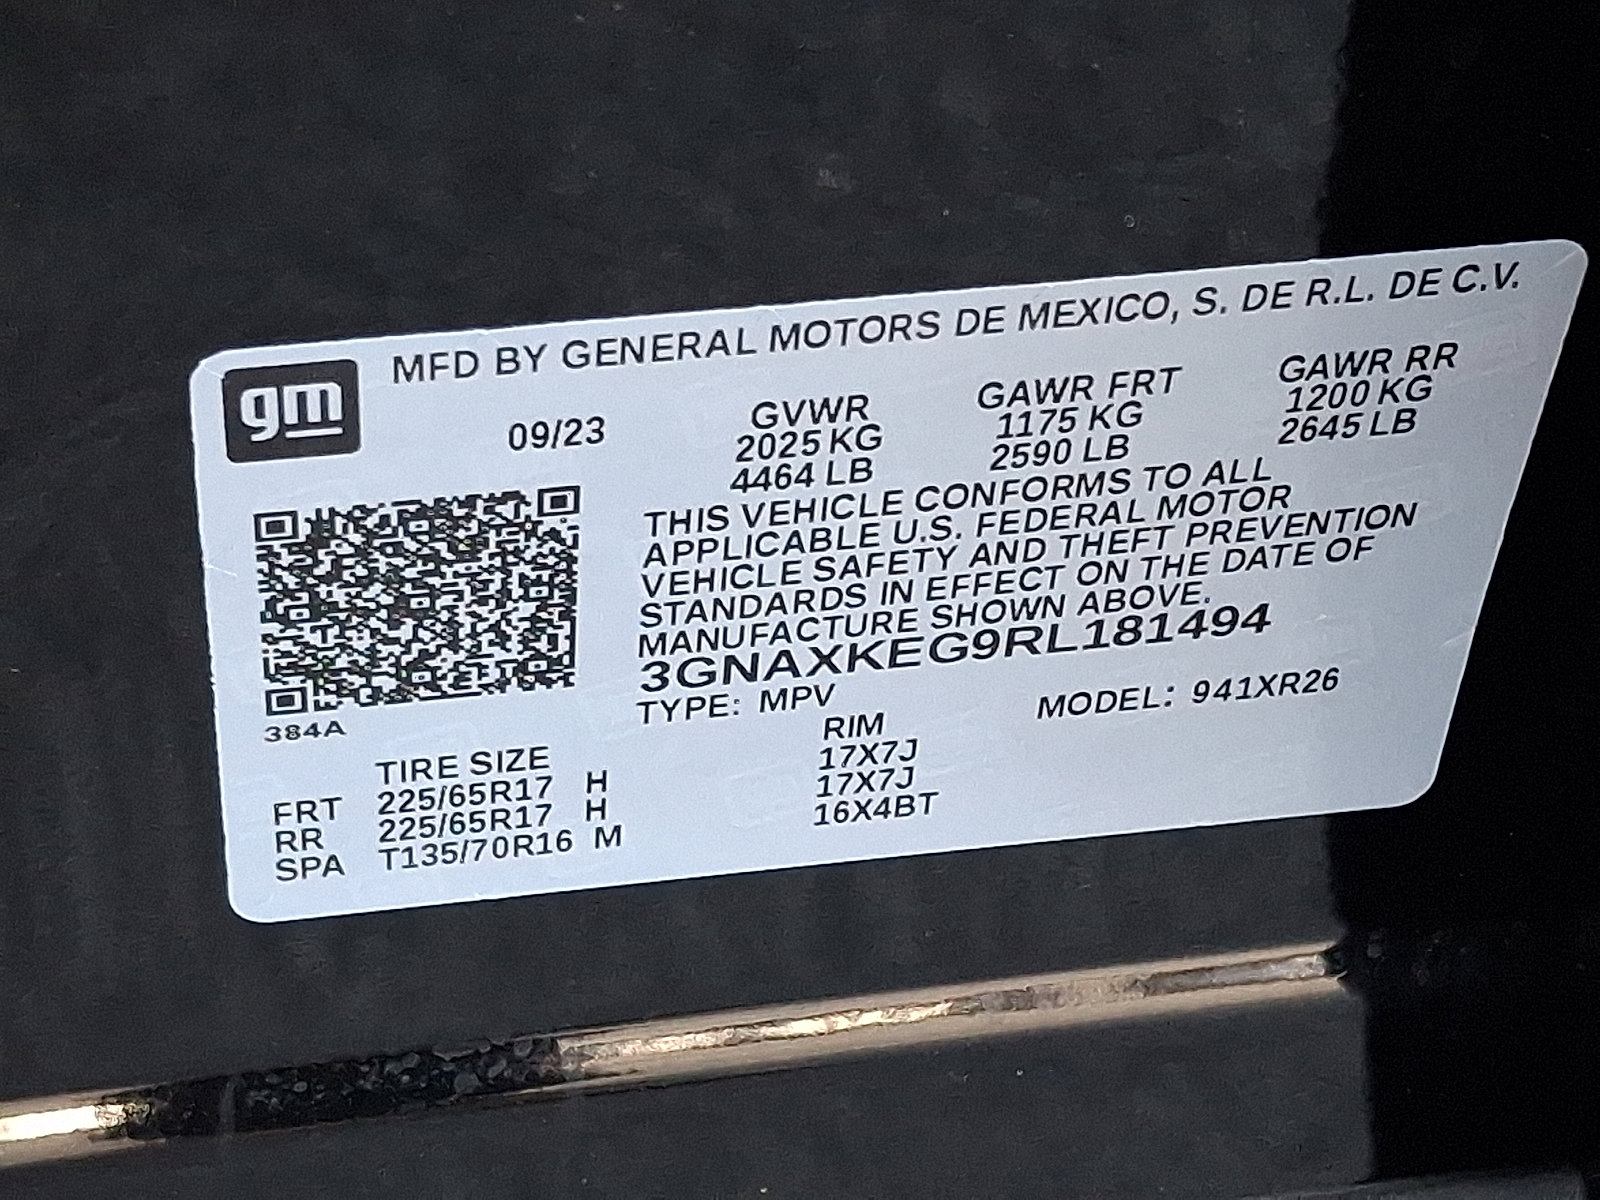 gm
MFD BY GENERAL MOTORS DE MEXICO, S. DE R.L. DE C.V.
09/23 GVWR GAWR FRT GAWR RR
2025 KG 1175 KG 1200 KG
4464 LB 2590 LB 2645 LB
THIS VEHICLE CONFORMS TO ALL
APPLICABLE U.S. FEDERAL MOTOR
VEHICLE SAFETY AND THEFT PREVENTION
STANDARDS IN EFFECT ON THE DATE OF
MANUFACTURE SHOWN ABOVE.
3GNAXKEG9RL181494
TYPE: MPV MODEL: 941XR26
384A
TIRE SIZE RIM
FRT 225/65R17 H 17X7J
RR 225/65R17 H 17X7J
SPA T135/70R16 M 16X4BT